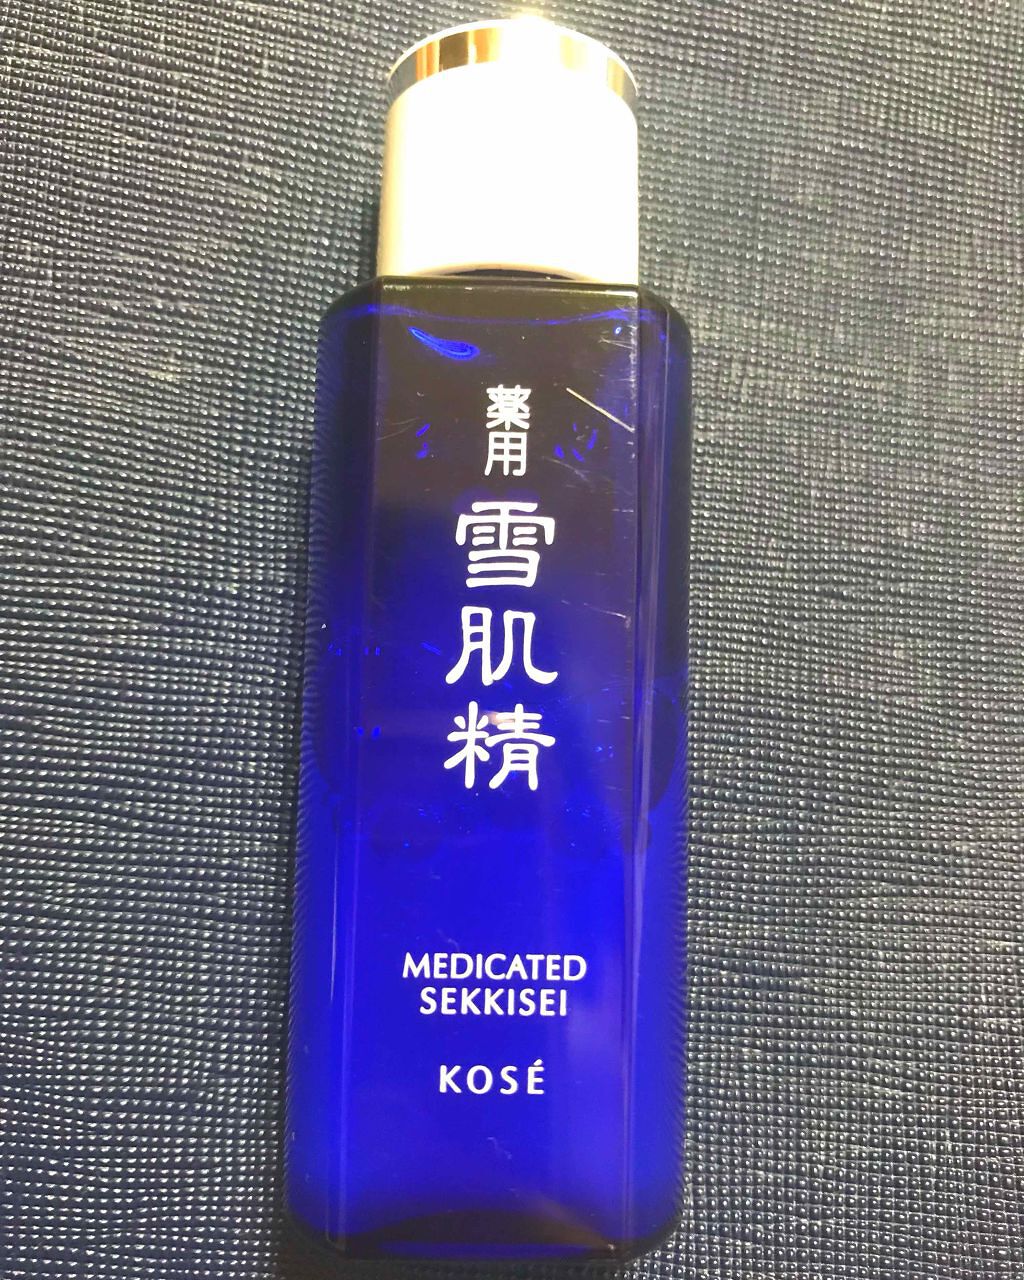 薬用
雪肌精
MEDICATED
SEKKISEI
KOSÉ